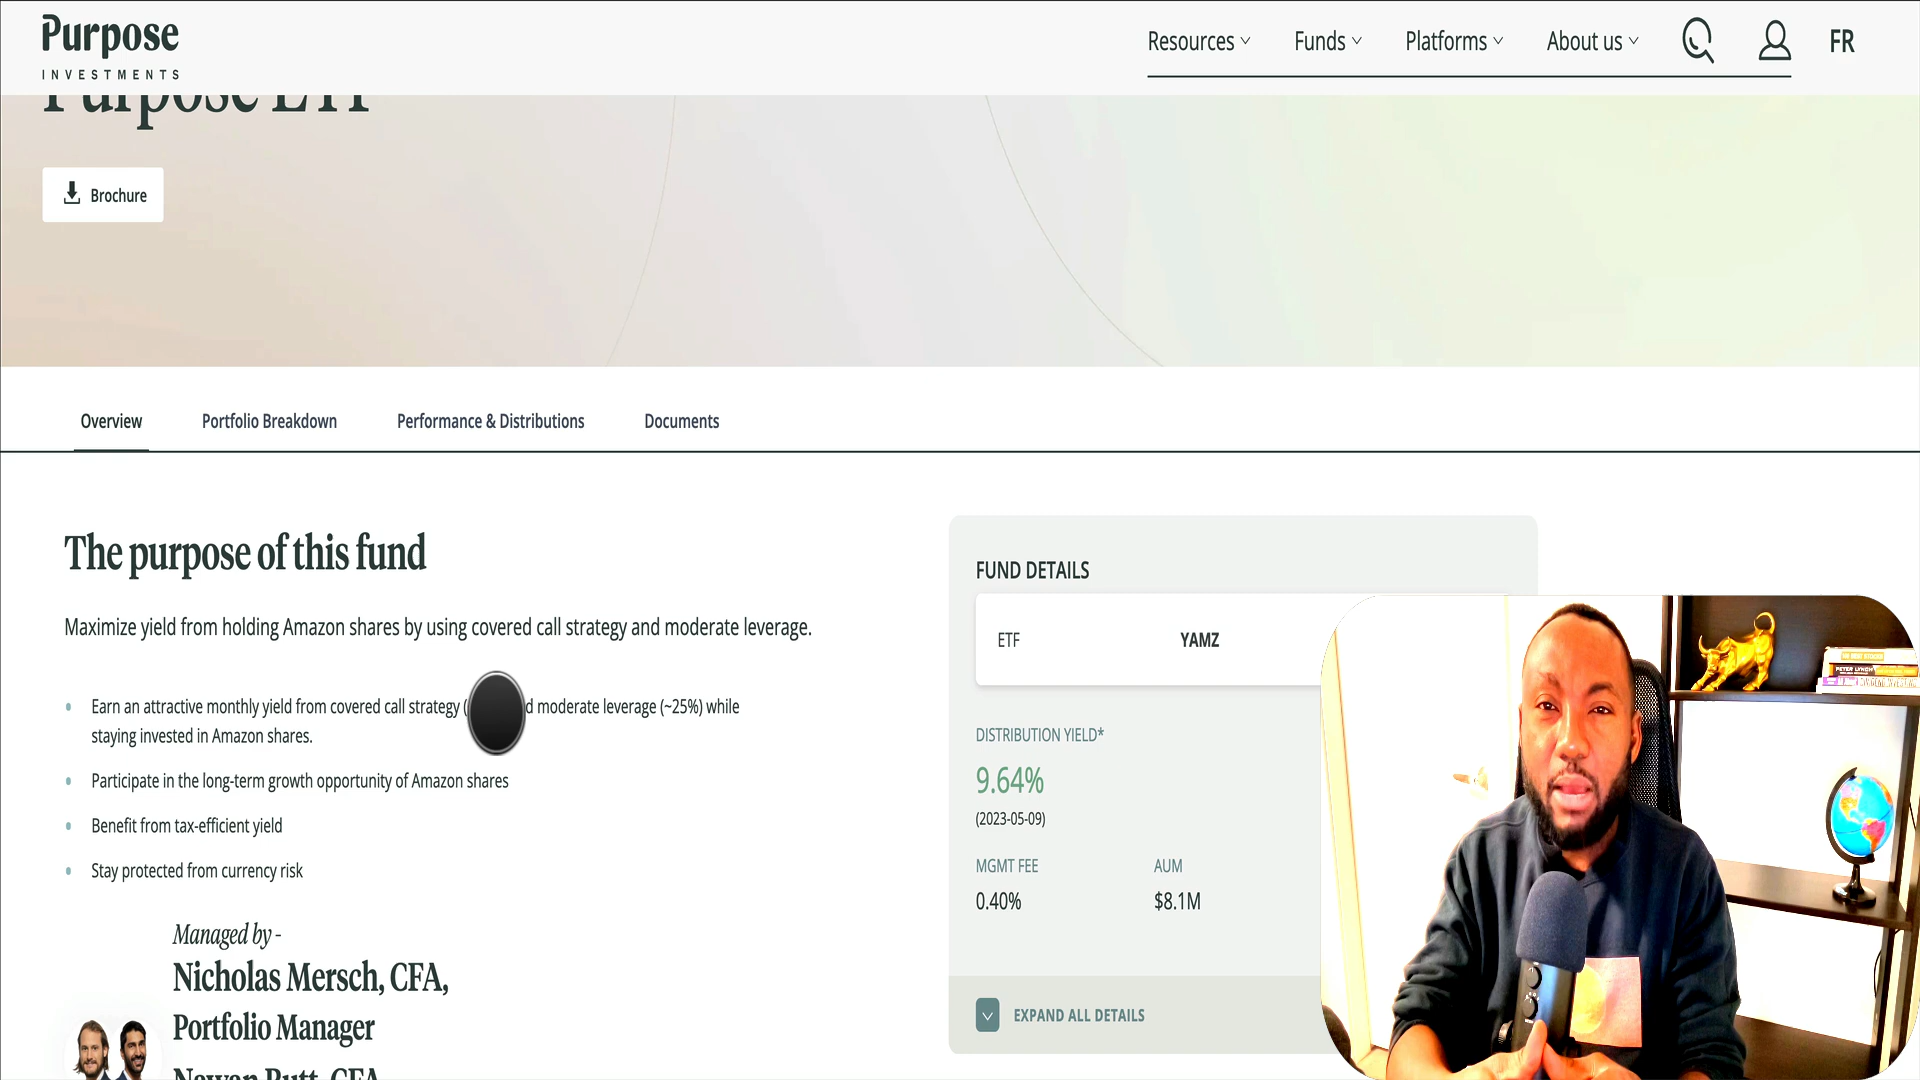 Purpose
INVESTMENTS
Resources
Funds
Platforms
About us
FR
Purpose ETF
Brochure
Overview
Portfolio Breakdown
Performance & Distributions
Documents
The purpose of this fund
Maximize yield from holding Amazon shares by using covered call strategy and moderate leverage.
Earn an attractive monthly yield from covered call strategy ( d moderate leverage (~25%) while
staying invested in Amazon shares.
Participate in the long-term growth opportunity of Amazon shares
Benefit from tax-efficient yield
Stay protected from currency risk
Managed by -
Nicholas Mersch, CFA,
Portfolio Manager
FUND DETAILS
ETF
YAMZ
DISTRIBUTION YIELD*
9.64%
(2023-05-09)
MGMT FEE
AUM
0.40%
$8.1M
EXPAND ALL DETAILS
PETER LYNCH